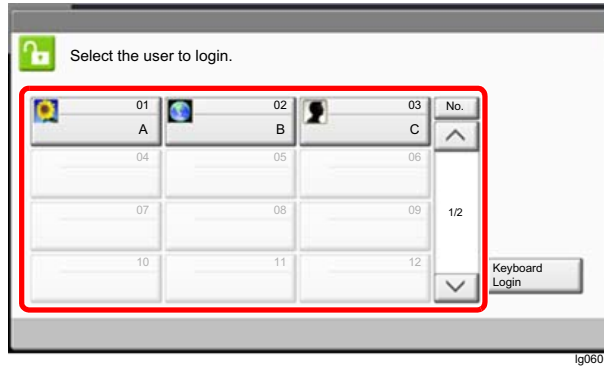 Select the user to login.
01 02 03 No.
A B C
04 05 06
07 08 09 1/2
10 11 12
Keyboard
Login
lg060